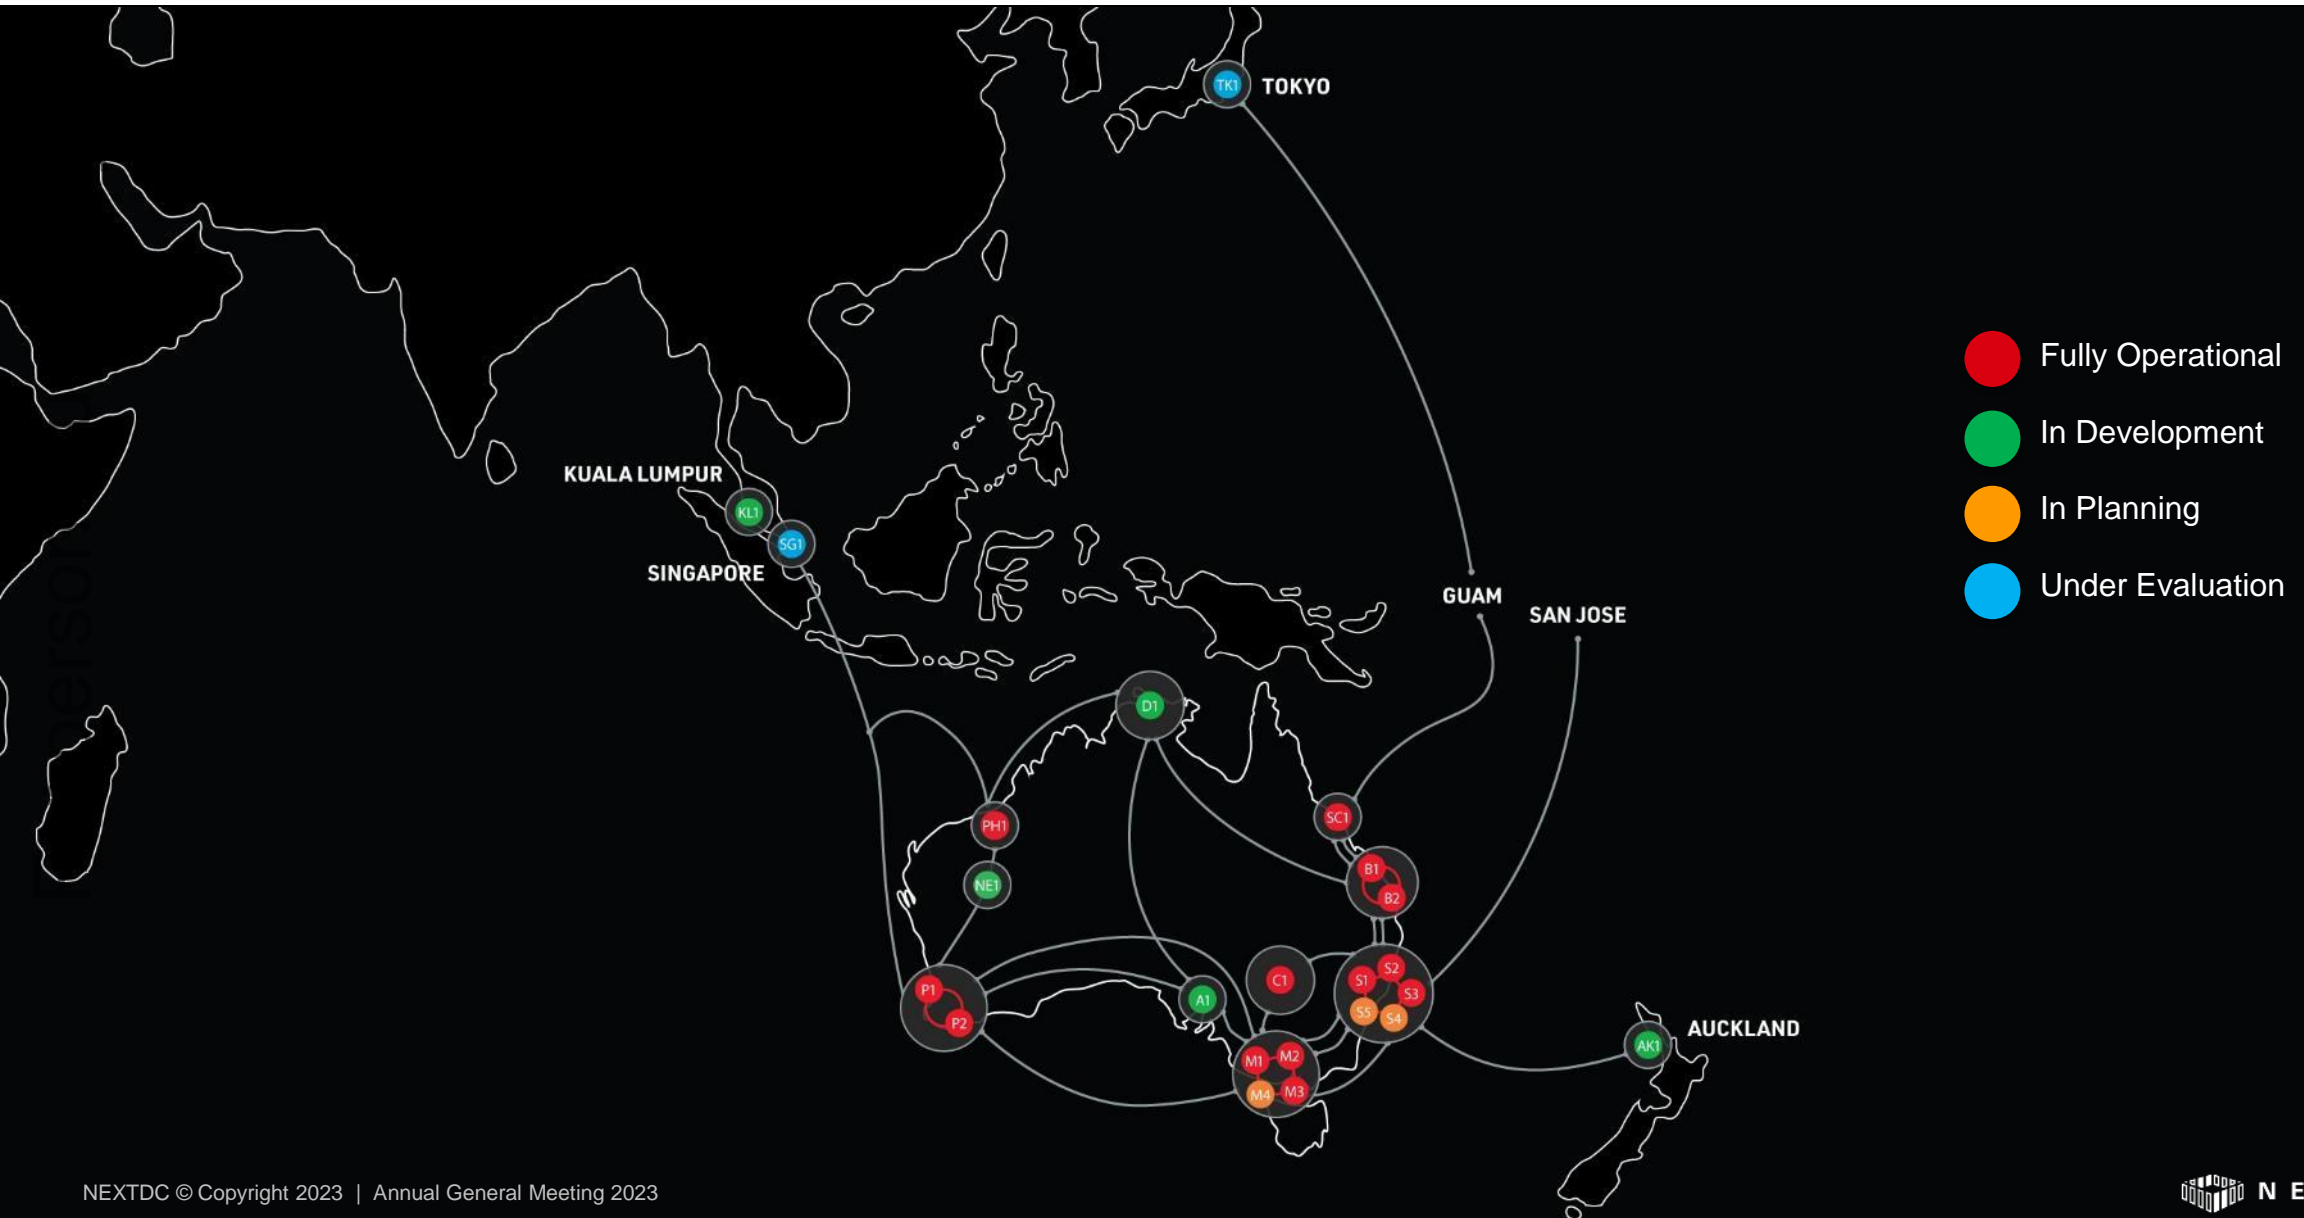 TK1 TOKYO
Fully Operational
In Development
KUALA LUMPUR
KL1
In Planning
SG1
SINGAPORE
Under Evaluation
GUAM
SAN JOSE
D1
SC1
PH1
B1
NE1
B2
S2
C1
S1
P1
S3
A1
S5
S4
P2
AUCKLAND
AK1
M1
M2
M4
M3
NEXTDC © Copyright 2023 | Annual General Meeting 2023
N E